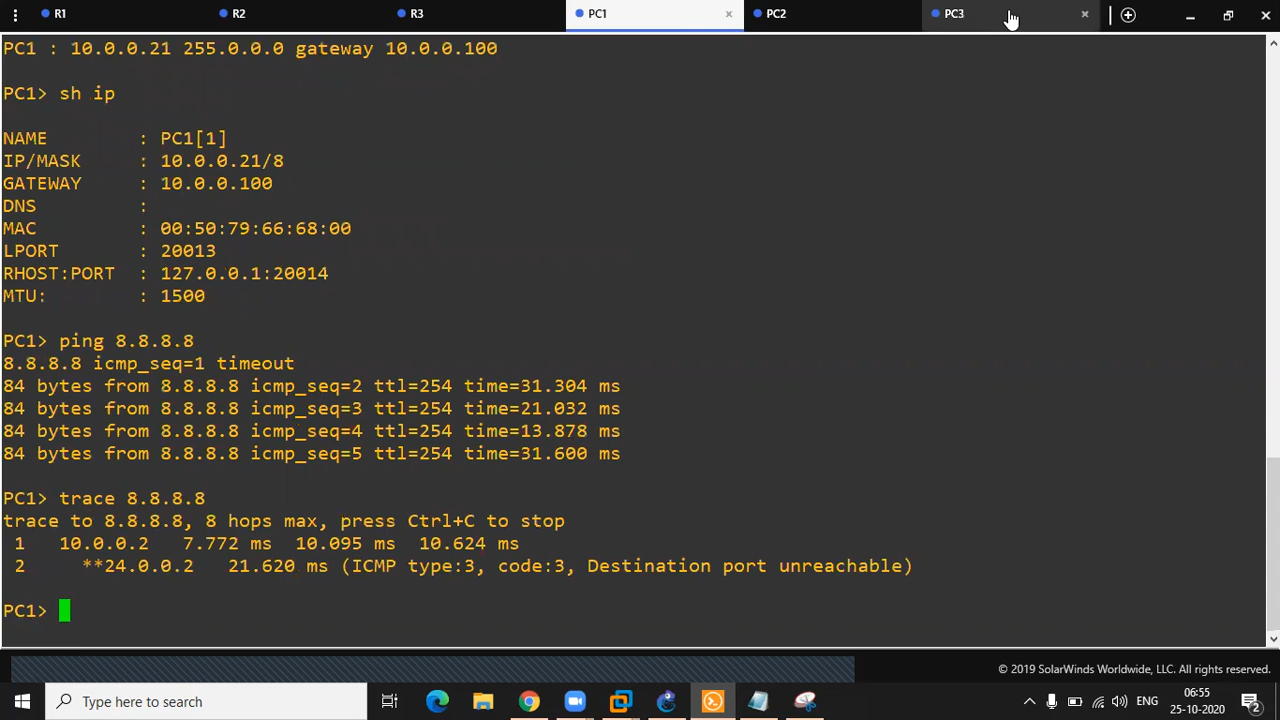 R1 R2 R3 PC1 × PC2 PC3 ×
PC1 : 10.0.0.21 255.0.0.0 gateway 10.0.0.100
PC1> sh ip
NAME        : PC1[1]
IP/MASK     : 10.0.0.21/8
GATEWAY     : 10.0.0.100
DNS         :
MAC         : 00:50:79:66:68:00
LPORT       : 20013
RHOST:PORT  : 127.0.0.1:20014
MTU:        : 1500
PC1> ping 8.8.8.8
8.8.8.8 icmp_seq=1 timeout
84 bytes from 8.8.8.8 icmp_seq=2 ttl=254 time=31.304 ms
84 bytes from 8.8.8.8 icmp_seq=3 ttl=254 time=21.032 ms
84 bytes from 8.8.8.8 icmp_seq=4 ttl=254 time=13.878 ms
84 bytes from 8.8.8.8 icmp_seq=5 ttl=254 time=31.600 ms
PC1> trace 8.8.8.8
trace to 8.8.8.8, 8 hops max, press Ctrl+C to stop
 1   10.0.0.2   7.772 ms  10.095 ms  10.624 ms
 2     **24.0.0.2   21.620 ms (ICMP type:3, code:3, Destination port unreachable)
PC1>
© 2019 SolarWinds Worldwide, LLC. All rights reserved.
Type here to search
ENG
06:55
25-10-2020
2